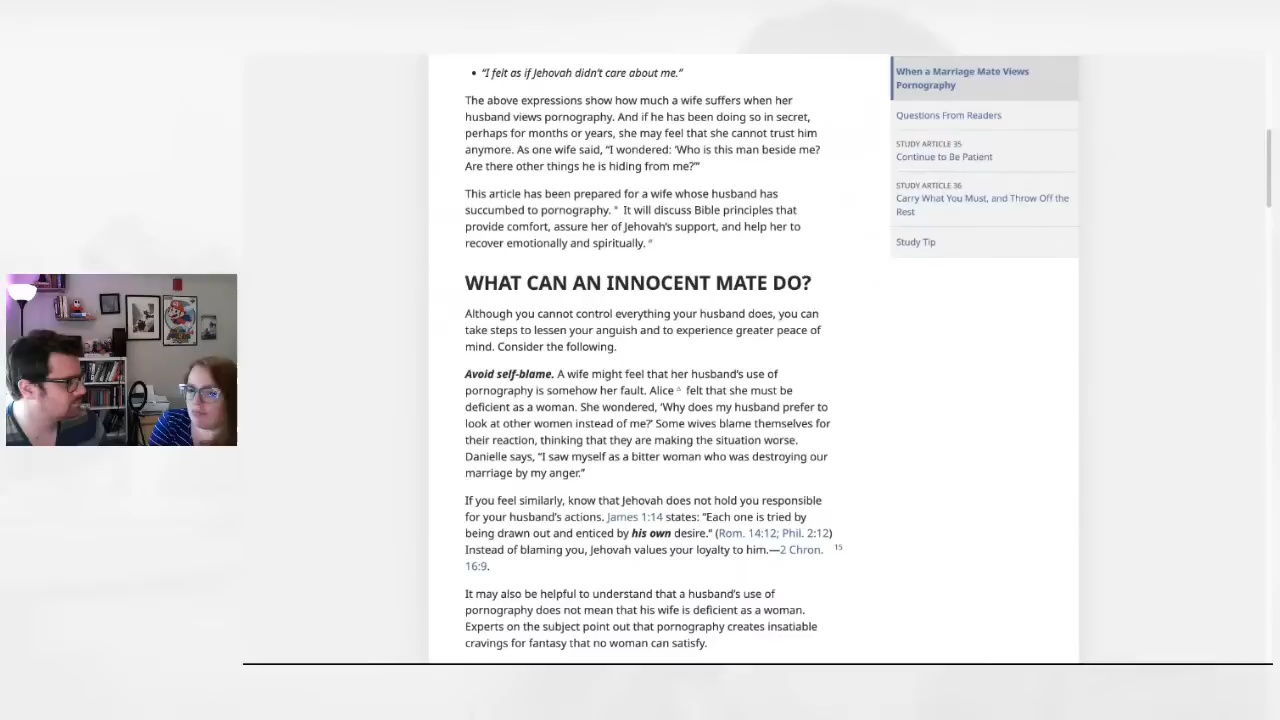 • “I felt as if Jehovah didn’t care about me.”
The above expressions show how much a wife suffers when her
husband views pornography. And if he has been doing so in secret,
perhaps for months or years, she may feel that she cannot trust him
anymore. As one wife said, “I wondered: ‘Who is this man beside me?
Are there other things he is hiding from me?’”
This article has been prepared for a wife whose husband has
succumbed to pornography. * It will discuss Bible principles that
provide comfort, assure her of Jehovah’s support, and help her to
recover emotionally and spiritually.
WHAT CAN AN INNOCENT MATE DO?
Although you cannot control everything your husband does, you can
take steps to lessen your anguish and to experience greater peace of
mind. Consider the following.
Avoid self-blame. A wife might feel that her husband’s use of
pornography is somehow her fault. Alice felt that she must be
deficient as a woman. She wondered, ‘Why does my husband prefer to
look at other women instead of me?’ Some wives blame themselves for
their reaction, thinking that they are making the situation worse.
Danielle says, “I saw myself as a bitter woman who was destroying our
marriage by my anger.”
If you feel similarly, know that Jehovah does not hold you responsible
for your husband’s actions. James 1:14 states: “Each one is tried by
being drawn out and enticed by his own desire.” (Rom. 14:12; Phil. 2:12)
Instead of blaming you, Jehovah values your loyalty to him.—2 Chron. 15
16:9.
It may also be helpful to understand that a husband’s use of
pornography does not mean that his wife is deficient as a woman.
Experts on the subject point out that pornography creates insatiable
cravings for fantasy that no woman can satisfy.
When a Marriage Mate Views
Pornography
Questions From Readers
STUDY ARTICLE 35
Continue to Be Patient
STUDY ARTICLE 36
Carry What You Must, and Throw Off the
Rest
Study Tip